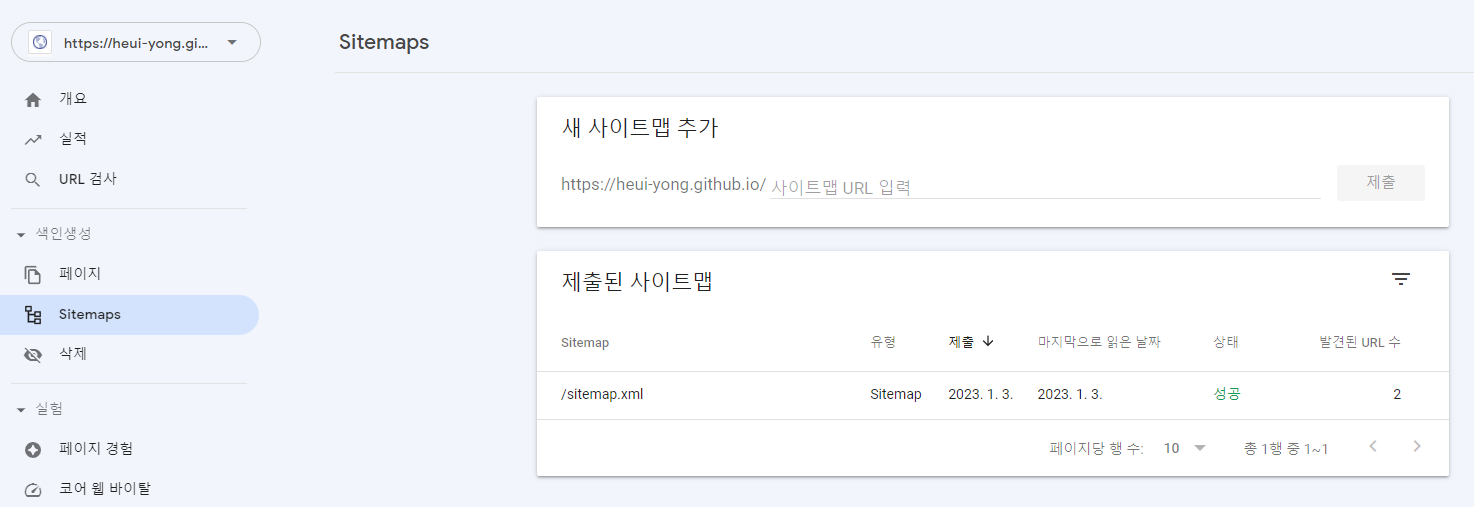 https://heui-yong.gi...
개요
실적
URL 검사
색인생성
페이지
Sitemaps
삭제
실험
페이지 경험
코어 웹 바이탈
Sitemaps
새 사이트맵 추가
https://heui-yong.github.io/ 사이트맵 URL 입력 제출
제출된 사이트맵
Sitemap 유형 제출 마지막으로 읽은 날짜 상태 발견된 URL 수
/sitemap.xml Sitemap 2023. 1. 3. 2023. 1. 3. 성공 2
페이지당 행 수: 10 총 1행 중 1~1